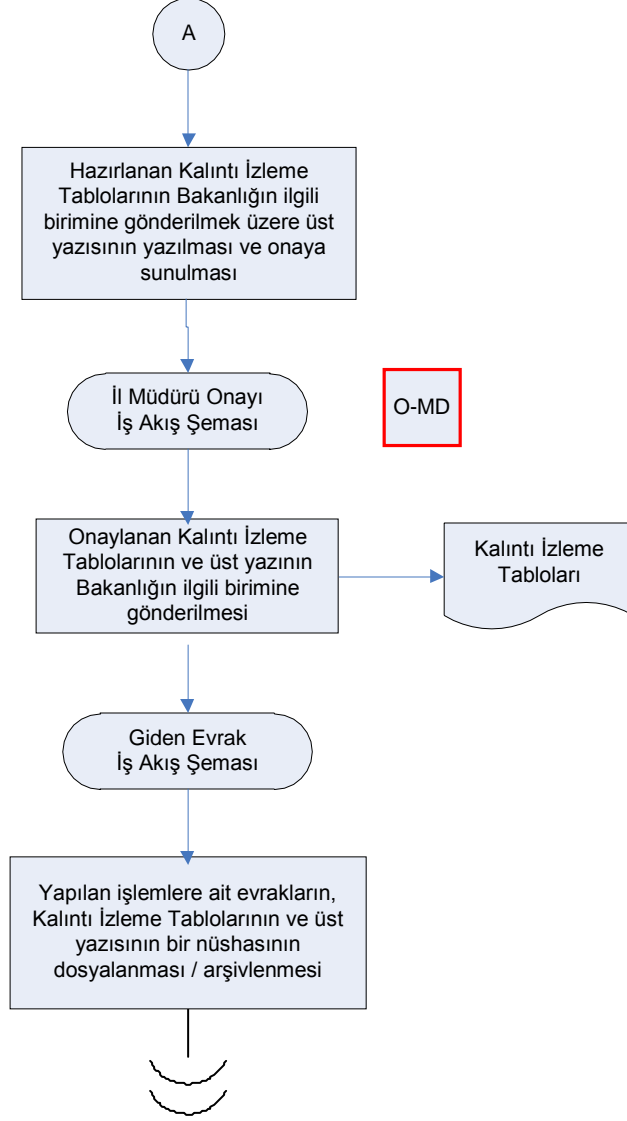 A
Hazırlanan Kalıntı İzleme
Tablolarının Bakanlığın ilgili
birimine gönderilmek üzere üst
yazısının yazılması ve onaya
sunulması
İl Müdürü Onayı
İş Akış Şeması
O-MD
Onaylanan Kalıntı İzleme
Tablolarının ve üst yazının
Bakanlığın ilgili birimine
gönderilmesi
Kalıntı İzleme
Tabloları
Giden Evrak
İş Akış Şeması
Yapılan işlemlere ait evrakların,
Kalıntı İzleme Tablolarının ve üst
yazısının bir nüshasının
dosyalanması / arşivlenmesi